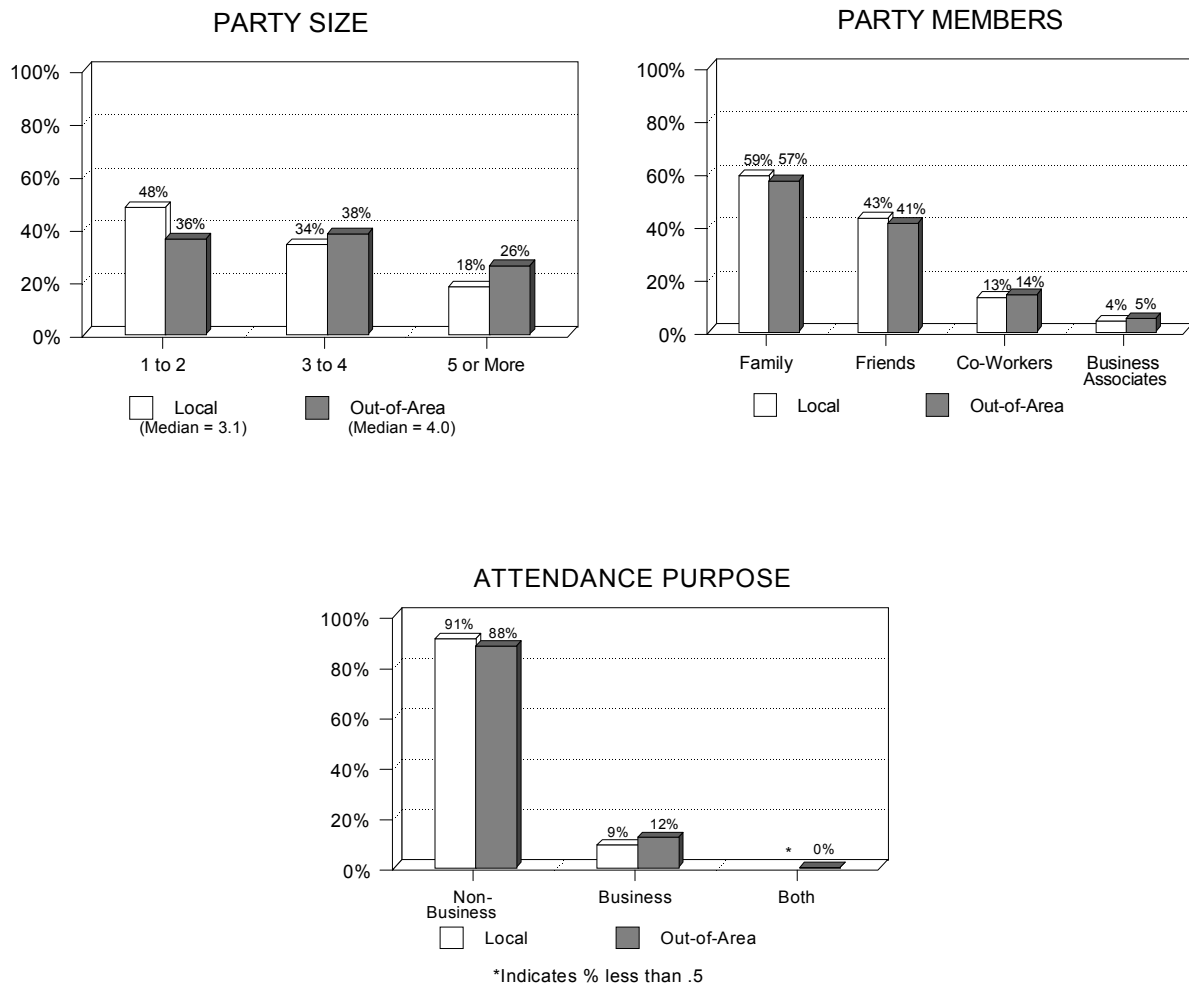 PARTY SIZE
100%
80%
60%
40%
20%
0%
48%
36%
34%
38%
18%
26%
1 to 2
3 to 4
5 or More
Local
(Median = 3.1)
Out-of-Area
(Median = 4.0)
PARTY MEMBERS
100%
80%
60%
40%
20%
0%
59%
57%
43%
41%
13%
14%
4%
5%
Family
Friends
Co-Workers
Business
Associates
Local
Out-of-Area
ATTENDANCE PURPOSE
100%
80%
60%
40%
20%
0%
91%
88%
9%
12%
*
0%
Non-
Business
Business
Both
Local
Out-of-Area
*Indicates % less than .5